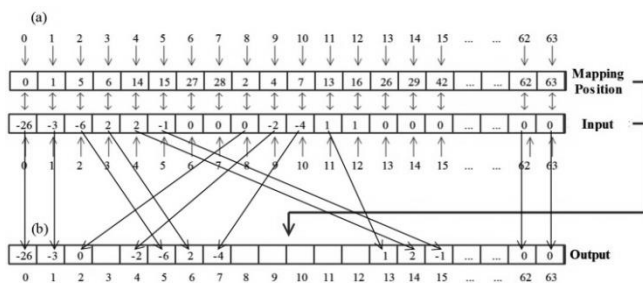 (a)
0 1 2 3 4 5 6 7 8 9 10 11 12 13 14 15 ... ... 62 63
0 1 5 6 14 15 27 28 2 4 7 13 16 26 29 42 ... ... 62 63 Mapping Position
-26 -3 -6 2 2 -1 0 0 0 -2 -4 1 1 0 0 0 ... ... 0 0 Input
0 1 2 3 4 5 6 7 8 9 10 11 12 13 14 15 ... ... 62 63
(b)
-26 -3 0 -2 -6 2 -4 1 2 -1 ... ... 0 0 Output
0 1 2 3 4 5 6 7 8 9 10 11 12 13 14 15 ... ... 62 63